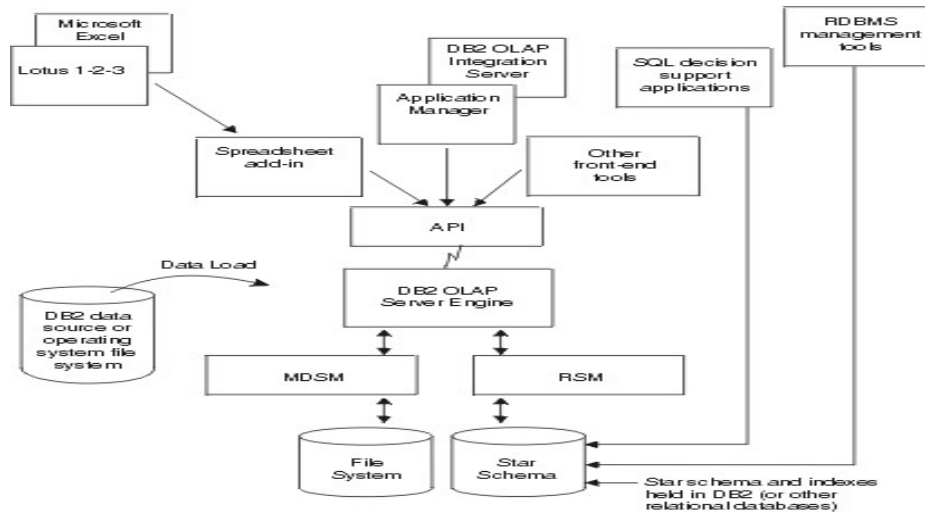 Microsoft
Excel
Lotus 1-2-3
DB2 OLAP
Integration
Server
Application
Manager
SQL decision
support
applications
RDBMS
management
tools
Spreadsheet
add-in
Other
front-end
tools
API
Data Load
DB2 OLAP
Server Engine
DB2 data
source or
operating
system file
system
MDSM
RSM
File
System
Star
Schema
Star schema and indexes
held in DB2 (or other
relational databases)